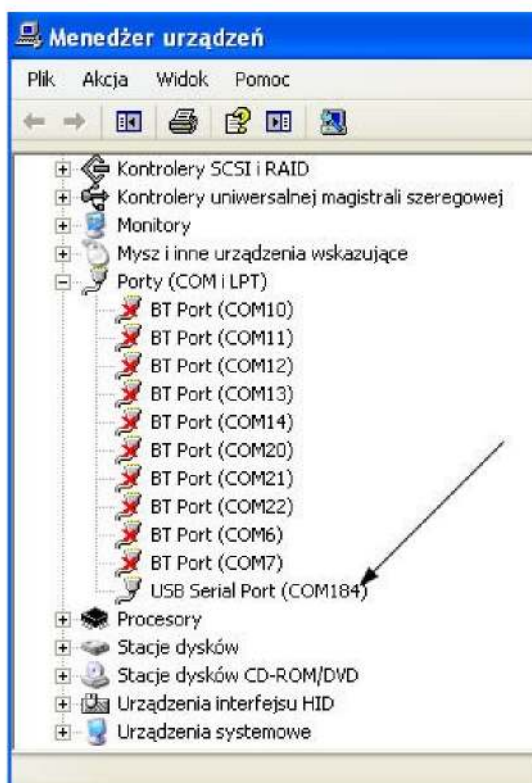 Menedżer urządzeń
Plik Akcja Widok Pomoc
Kontrolery SCSI i RAID
Kontrolery uniwersalnej magistrali szeregowej
Monitory
Mysz i inne urządzenia wskazujące
Porty (COM i LPT)
BT Port (COM10)
BT Port (COM11)
BT Port (COM12)
BT Port (COM13)
BT Port (COM14)
BT Port (COM20)
BT Port (COM21)
BT Port (COM22)
BT Port (COM6)
BT Port (COM7)
USB Serial Port (COM184)
Procesory
Stacje dysków
Stacje dysków CD-ROM/DVD
Urządzenia interfejsu HID
Urządzenia systemowe